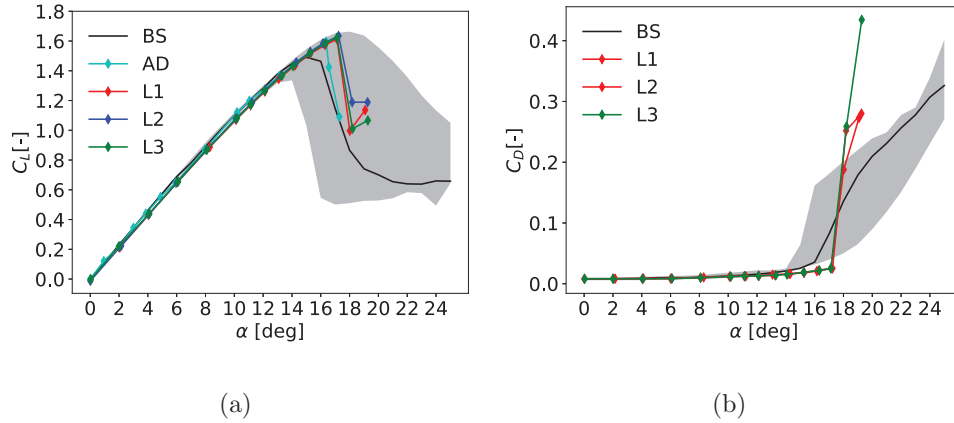 1.8
1.6
1.4
1.2
1.0
0.8
0.6
0.4
0.2
0.0
C_L[-]
BS
AD
L1
L2
L3
0 2 4 6 8 10 12 14 16 18 20 22 24
α [deg]
(a)
0.4
0.3
0.2
0.1
0.0
C_D[-]
BS
L1
L2
L3
0 2 4 6 8 10 12 14 16 18 20 22 24
α [deg]
(b)